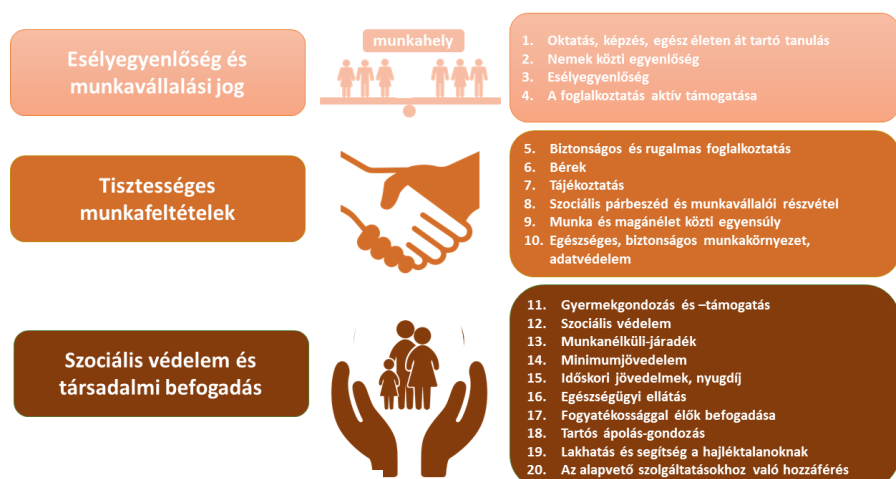 Esélyegyenlőség és
munkavállalási jog
munkahely
1. Oktatás, képzés, egész életen át tartó tanulás
2. Nemek közti egyenlőség
3. Esélyegyenlőség
4. A foglalkoztatás aktív támogatása
Tisztességes
munkafeltételek
5. Biztonságos és rugalmas foglalkoztatás
6. Bérek
7. Tájékoztatás
8. Szociális párbeszéd és munkavállalói részvétel
9. Munka és magánélet közti egyensúly
10. Egészséges, biztonságos munkakörnyezet,
adatvédelem
Szociális védelem és
társadalmi befogadás
11. Gyermekgondozás és –támogatás
12. Szociális védelem
13. Munkanélküli-járadék
14. Minimumjövedelem
15. Időskori jövedelmek, nyugdíj
16. Egészségügyi ellátás
17. Fogyatékossággal élők befogadása
18. Tartós ápolás-gondozás
19. Lakhatás és segítség a hajléktalanoknak
20. Az alapvető szolgáltatásokhoz való hozzáférés